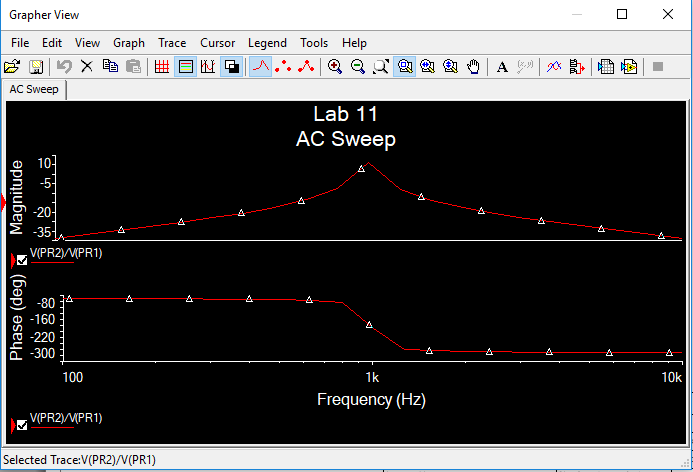 Grapher View
File Edit View Graph Trace Cursor Legend Tools Help
A
AC Sweep
Lab 11
AC Sweep
Magnitude
10
-5
-20
-35
V(PR2)/V(PR1)
Phase (deg)
-80
-160
-220
-300
100 1k 10k
Frequency (Hz)
V(PR2)/V(PR1)
Selected Trace:V(PR2)/V(PR1)